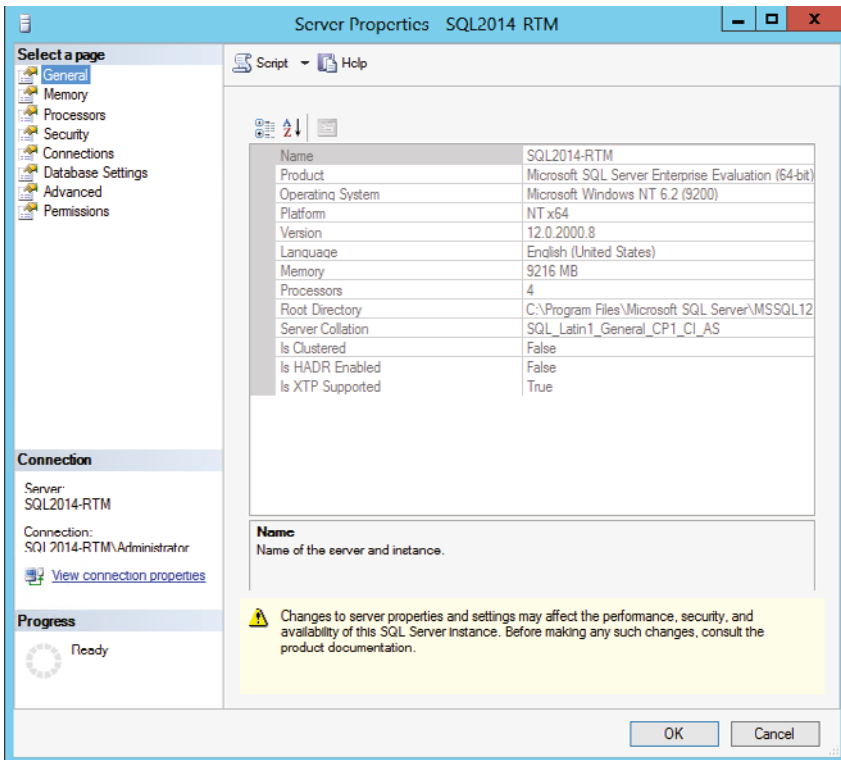 Server Properties SQL2014 RTM
Select a page
General
Memory
Processors
Security
Connections
Database Settings
Advanced
Permissions
Script Help
Name SQL2014-RTM
Product Microsoft SQL Server Enterprise Evaluation (64-bit)
Operating System Microsoft Windows NT 6.2 (9200)
Platform NT x64
Version 12.0.2000.8
Language English (United States)
Memory 9216 MB
Processors 4
Root Directory C:\Program Files\Microsoft SQL Server\MSSQL12
Server Collation SQL_Latin1_General_CP1_CI_AS
Is Clustered False
Is HADR Enabled False
Is XTP Supported True
Name
Name of the server and instance.
Connection
Server:
SQL2014-RTM
Connection:
SQL2014-RTM\Administrator
View connection properties
Progress
Ready
Changes to server properties and settings may affect the performance, security, and
availability of this SQL Server instance. Before making any such changes, consult the
product documentation.
OK Cancel